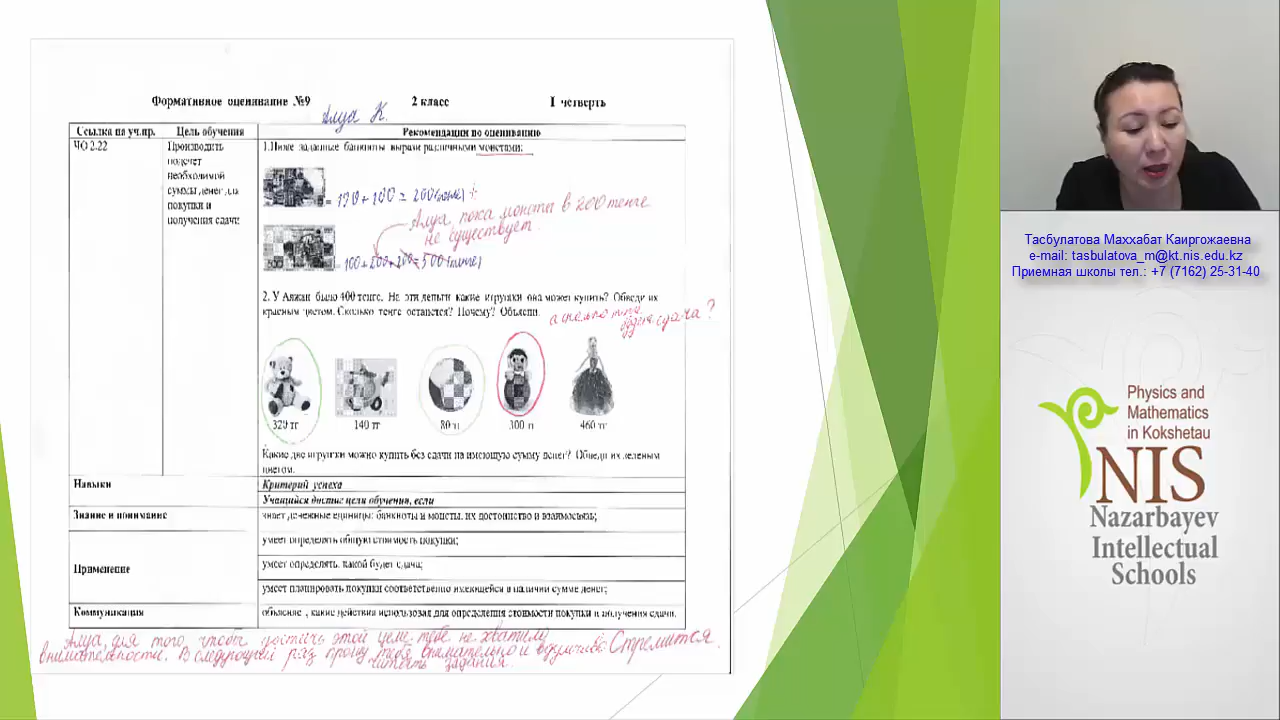 Формативное оценивание №9 2 класс I четверть
Алуа К.
Ссылка на уч.пр. Цель обучения Рекомендации по оцениванию
ЧО 2-22 Производить подсчет необходимой суммы денег для покупки и получения сдачи
1.Ниже заданные банкноты вырази различными монетами:
= 100+100=200(тенге) +
Алуа, пока монеты в 200 тенге
не существует.
100+200+200=500(тенге)
2. У Аяжан было 400 тенге. На эти деньги какие игрушки она может купить? Обведи их
красным цветом. Сколько тенге останется? Почему? Объясни.
а сколько тенге
будет сдача?
320 тг 140 тг 80 тг 300 тг 460 тг
Какие две игрушки можно купить без сдачи на имеющую сумму денег? Обведи их зеленым
цветом.
Навыки Критерий успеха
Учащийся достиг цели обучения, если
Знание и понимание знает денежные единицы: банкноты и монеты, их достоинство и взаимосвязь;
умеет определять общую стоимость покупки;
Применение умеет определять, какой будет сдача;
умеет планировать покупки соответственно имеющейся в наличии сумме денег;
Коммуникация объясняет, какие действия использовал для определения стоимости покупки и получения сдачи.
Алуа, для того, чтобы достичь этой цели тебе не хватило
внимательности. В следующей раз прошу тебя внимательно и вдумчиво Стремится.
читать задания.
Тасбулатова Маххабат Каиргожаевна
e-mail: tasbulatova_m@kt.nis.edu.kz
Приемная школы тел.: +7 (7162) 25-31-40
Physics and
Mathematics
in Kokshetau
NIS
Nazarbayev
Intellectual
Schools